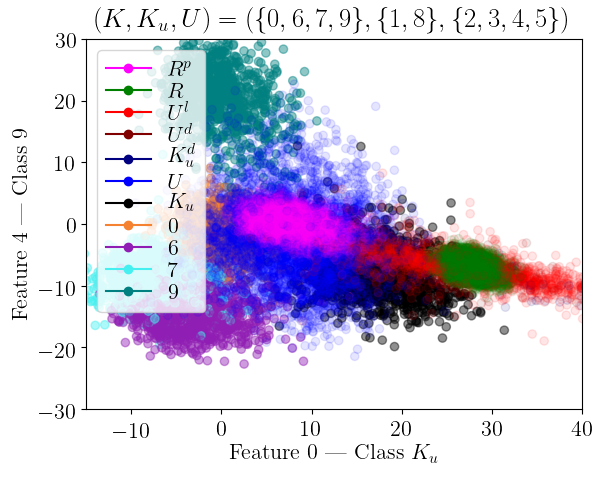 (K, K_u, U) = ({0, 6, 7, 9}, {1, 8}, {2, 3, 4, 5})
30
20
10
0
−10
−20
−30
Feature 4 — Class 9
R^p
R
U^l
U^d
K_u^d
U
K_u
0
6
7
9
−10 0 10 20 30 40
Feature 0 — Class K_u